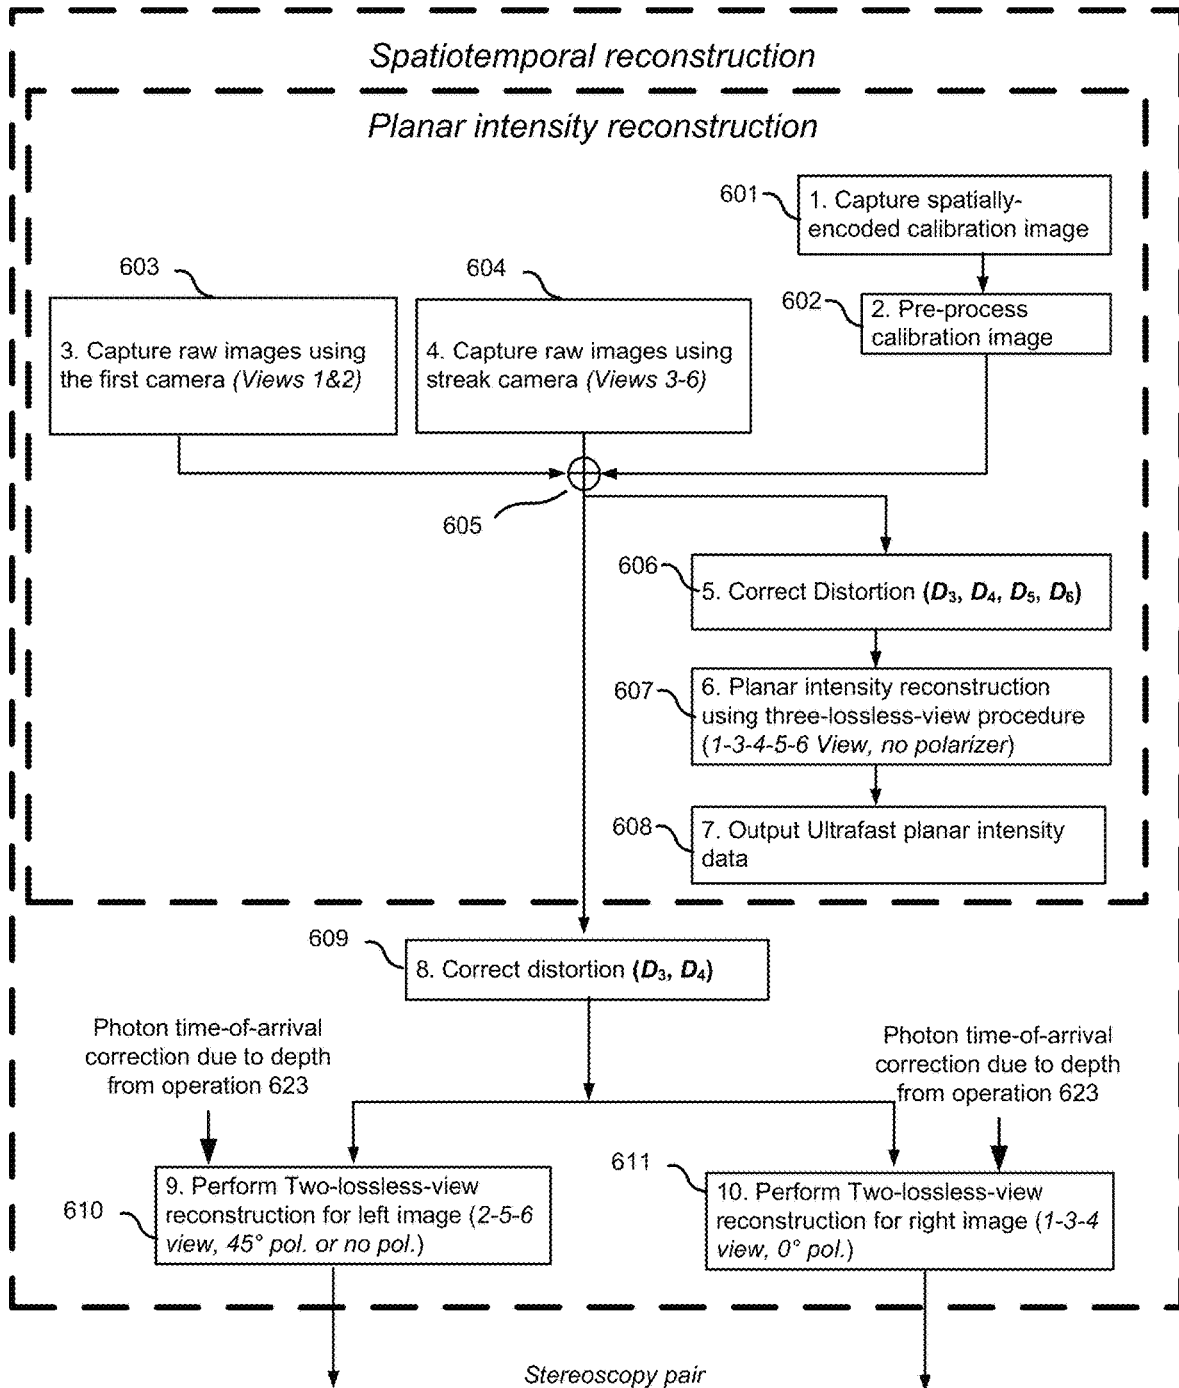 Spatiotemporal reconstruction
Planar intensity reconstruction
601
1. Capture spatially-
encoded calibration image
602
2. Pre-process
calibration image
603
3. Capture raw images using
the first camera (Views 1&2)
604
4. Capture raw images using
streak camera (Views 3-6)
605
606
5. Correct Distortion (D₃, D₄, D₅, D₆)
607
6. Planar intensity reconstruction
using three-lossless-view procedure
(1-3-4-5-6 View, no polarizer)
608
7. Output Ultrafast planar intensity
data
609
8. Correct distortion (D₃, D₄)
Photon time-of-arrival
correction due to depth
from operation 623
Photon time-of-arrival
correction due to depth
from operation 623
610
9. Perform Two-lossless-view
reconstruction for left image (2-5-6
view, 45° pol. or no pol.)
611
10. Perform Two-lossless-view
reconstruction for right image (1-3-4
view, 0° pol.)
Stereoscopy pair